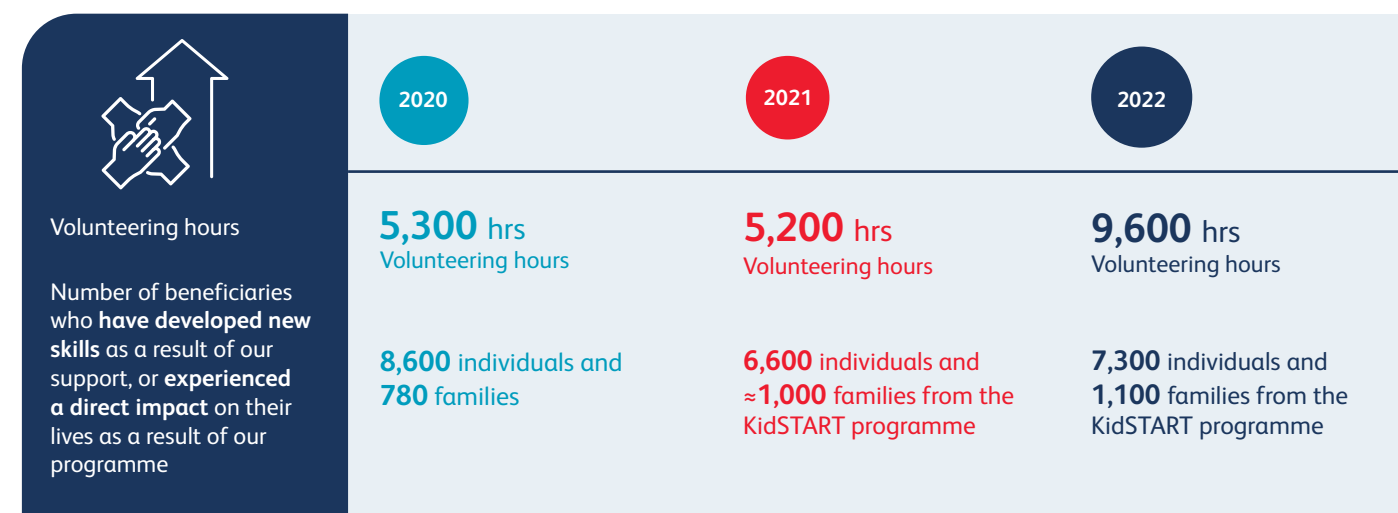 Volunteering hours
Number of beneficiaries
who have developed new
skills as a result of our
support, or experienced
a direct impact on their
lives as a result of our
programme
2020
5,300 hrs
Volunteering hours
8,600 individuals and
780 families
2021
5,200 hrs
Volunteering hours
6,600 individuals and
≈1,000 families from the
KidSTART programme
2022
9,600 hrs
Volunteering hours
7,300 individuals and
1,100 families from the
KidSTART programme